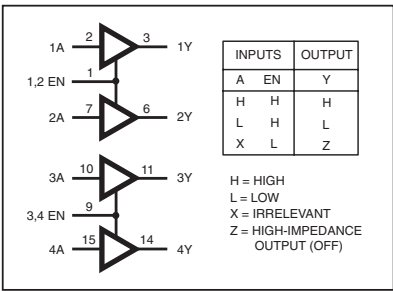 1A 2 3 1Y
1,2 EN 1
2A 7 6 2Y
3A 10 11 3Y
3,4 EN 9
4A 15 14 4Y
INPUTS OUTPUT
A EN Y
H H H
L H L
X L Z
H = HIGH
L = LOW
X = IRRELEVANT
Z = HIGH-IMPEDANCE
OUTPUT (OFF)